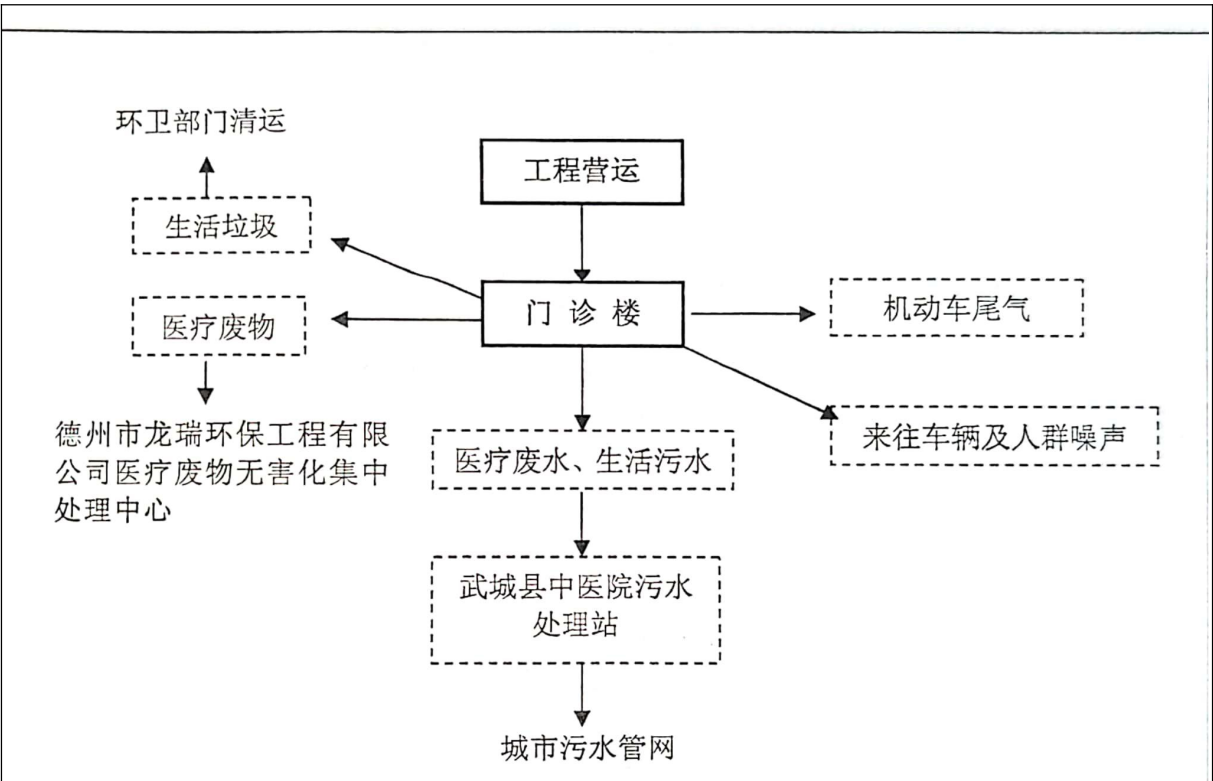 环卫部门清运
工程营运
生活垃圾
门诊楼
机动车尾气
医疗废物
来往车辆及人群噪声
德州市龙瑞环保工程有限
公司医疗废物无害化集中
处理中心
医疗废水、生活污水
武城县中医院污水
处理站
城市污水管网